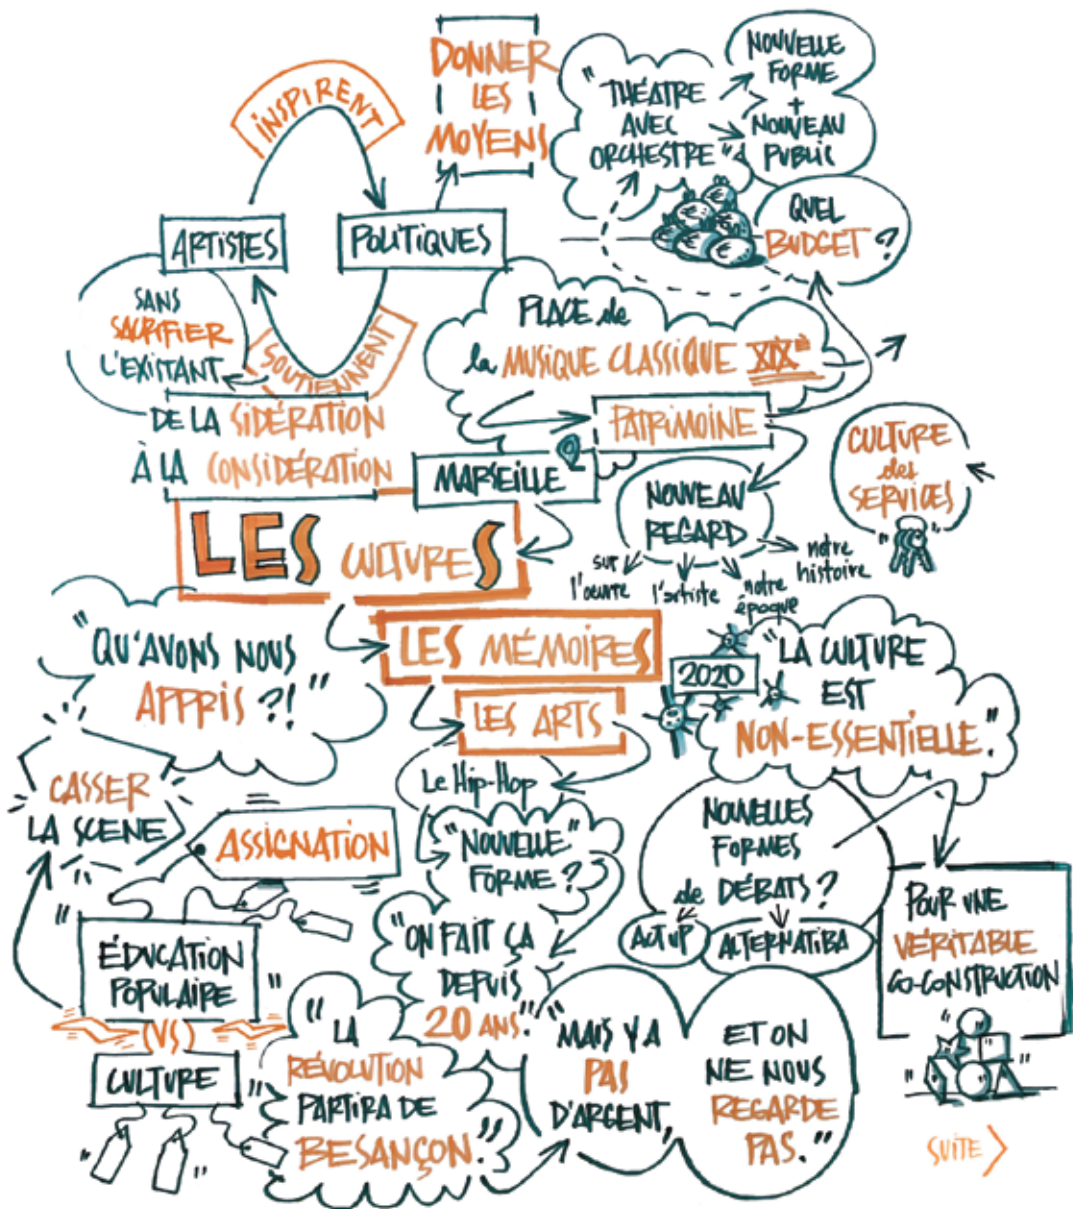 INSPIRENT
ARTISTES
POLITIQUES
SOUTIENNENT
DONNER
LES
MOYENS
"THÉATRE
AVEC
ORCHESTRE"
NOUVELLE
FORME
+
NOUVEAU
PUBLIC
QUEL
BUDGET ?
SANS
SACRIFIER
L'EXISTANT
PLACE de
la MUSIQUE CLASSIQUE XIXè
PATRIMOINE
DE LA SIDÉRATION
À LA CONSIDÉRATION
MARSEILLE
LES CULTURES
NOUVEAU
REGARD
sur
l'œuvre
l'artiste
notre
époque
notre
histoire
"CULTURE
des
SERVICES"
"QU'AVONS NOUS
APPRIS ?!"
LES MÉMOIRES
LES ARTS
2020
"LA CULTURE
EST
NON-ESSENTIELLE."
CASSER
LA SCENE
ASSIGNATION
Le Hip-Hop
"NOUVELLE"
FORME ?
"ON FAIT ÇA
DEPUIS
20 ANS."
NOUVELLES
FORMES
de DÉBATS ?
ACT UP
ALTERNATIBA
POUR UNE
VÉRITABLE
CO-CONSTRUCTION
" ÉDUCATION
POPULAIRE "
(VS)
CULTURE "
" "
"LA
RÉVOLUTION
PARTIRA DE
BESANÇON."
"MAIS Y A
PAS
D'ARGENT,
ET ON
NE NOUS
REGARDE
PAS."
" "
SUITE >